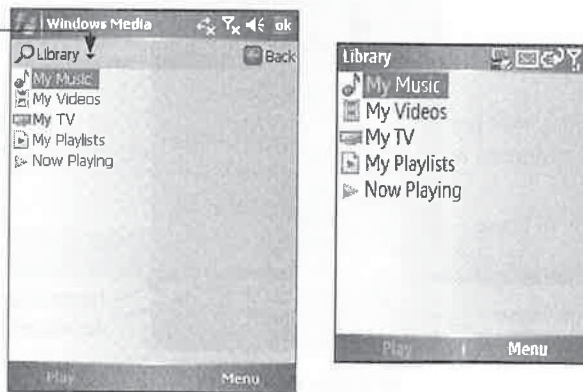 Windows Media ok
Library Back
My Music
My Videos
My TV
My Playlists
Now Playing
Play Menu
Library
My Music
My Videos
My TV
My Playlists
Now Playing
Play Menu